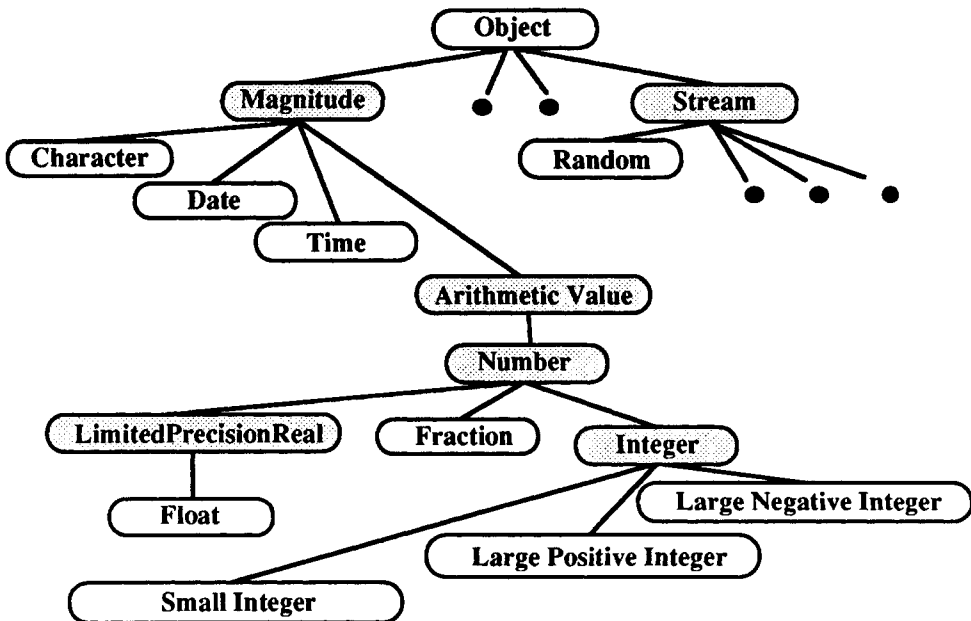 Object
Magnitude
Stream
Character
Random
Date
Time
Arithmetic Value
Number
LimitedPrecisionReal
Fraction
Integer
Large Negative Integer
Float
Large Positive Integer
Small Integer